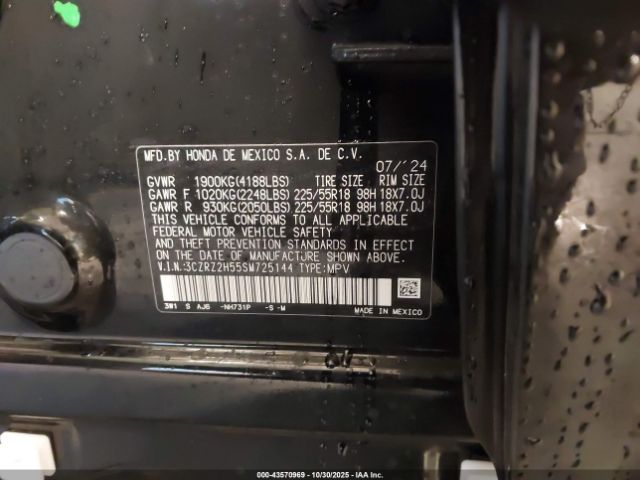 MFD.BY HONDA DE MEXICO S.A. DE C.V.
07/'24
GVWR 1900KG(4188LBS) TIRE SIZE RIM SIZE
GAWR F 1020KG(2248LBS) 225/55R18 98H 18X7.0J
GAWR R 930KG(2050LBS) 225/55R18 98H 18X7.0J
THIS VEHICLE CONFORMS TO ALL APPLICABLE
FEDERAL MOTOR VEHICLE SAFETY
AND THEFT PREVENTION STANDARDS IN EFFECT
ON THE DATE OF MANUFACTURE SHOWN ABOVE.
V.I.N:3CZRZ2H55SM725144 TYPE:MPV
3W1 S AJ6 -NH731P -S -M MADE IN MEXICO
000-43570969 - 10/30/2025 - © IAA Inc.